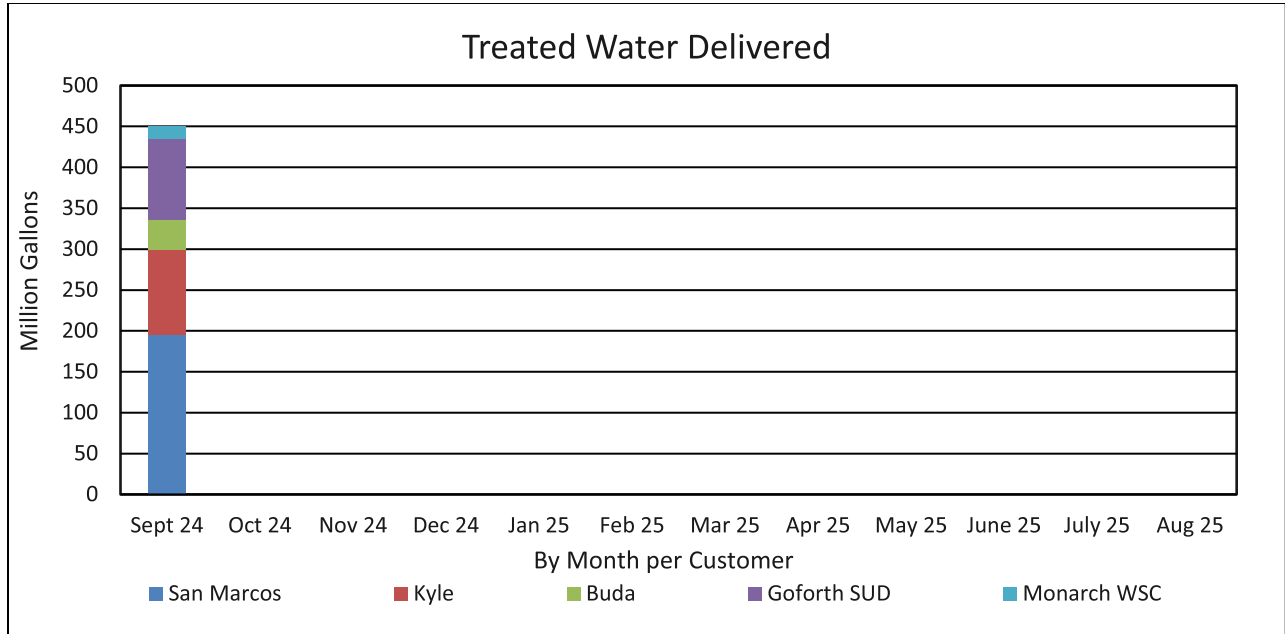 Treated Water Delivered
500
450
400
350
300
250
200
150
100
50
0
Million Gallons
Sept 24 Oct 24 Nov 24 Dec 24 Jan 25 Feb 25 Mar 25 Apr 25 May 25 June 25 July 25 Aug 25
By Month per Customer
San Marcos Kyle Buda Goforth SUD Monarch WSC